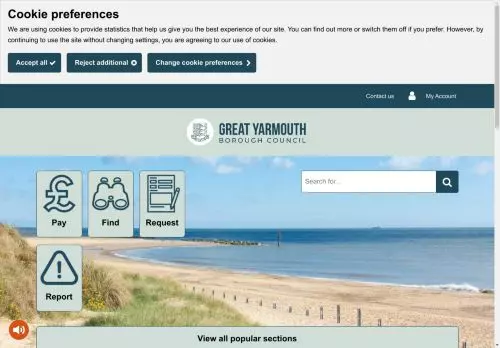 Cookie preferences
We are using cookies to provide statistics that help us give you the best experience of our site. You can find out more or switch them off if you prefer. However, by
continuing to use the site without changing settings, you are agreeing to our use of cookies.
Accept all
Reject additional
Change cookie preferences
Contact us
My Account
GREAT YARMOUTH
BOROUGH COUNCIL
Search for...
Pay
Find
Request
Report
View all popular sections